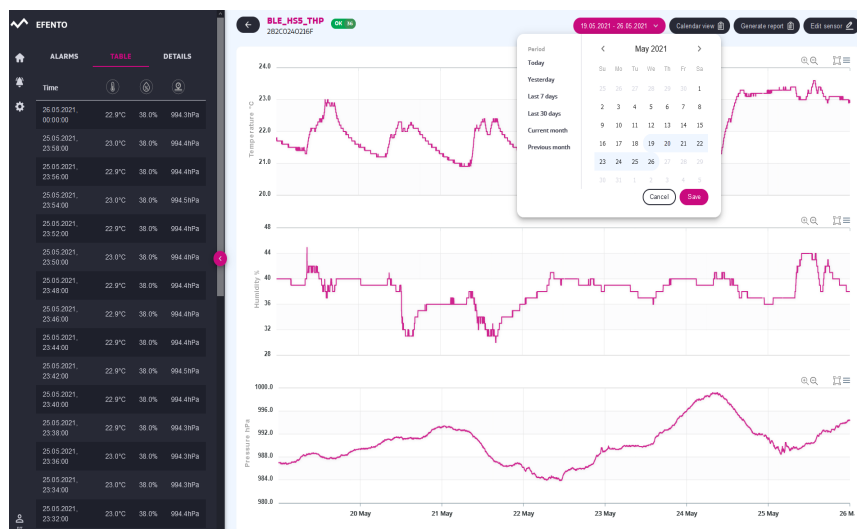 EFENTO
ALARMS TABLE DETAILS
Time
26.05.2021, 00:00:00 22.9°C 38.0% 994.3hPa
25.05.2021, 23:58:00 23.0°C 38.0% 994.4hPa
25.05.2021, 23:56:00 22.9°C 38.0% 994.4hPa
25.05.2021, 23:54:00 23.0°C 38.0% 994.5hPa
25.05.2021, 23:52:00 22.9°C 38.0% 994.4hPa
25.05.2021, 23:50:00 23.0°C 38.0% 994.4hPa
25.05.2021, 23:48:00 22.9°C 38.0% 994.4hPa
25.05.2021, 23:46:00 22.9°C 38.0% 994.4hPa
25.05.2021, 23:44:00 22.9°C 38.0% 994.4hPa
25.05.2021, 23:42:00 22.9°C 38.0% 994.5hPa
25.05.2021, 23:40:00 22.9°C 38.0% 994.4hPa
25.05.2021, 23:38:00 22.9°C 38.0% 994.4hPa
25.05.2021, 23:36:00 23.0°C 38.0% 994.4hPa
25.05.2021, 23:34:00 23.0°C 38.0% 994.4hPa
25.05.2021, 23:32:00 23.0°C 38.0% 994.4hPa
BLE_HS5_THP OK
282C0240216F
19.05.2021 - 26.05.2021 Calendar view Generate report Edit sensor
Period
Today
Yesterday
Last 7 days
Last 30 days
Current month
Previous month
May 2021
Su Mo Tu We Th Fr Sa
25 26 27 28 29 30 1
2 3 4 5 6 7 8
9 10 11 12 13 14 15
16 17 18 19 20 21 22
23 24 25 26 27 28 29
30 31 1 2 3 4 5
Cancel Save
Temperature °C
24.0
23.0
22.0
21.0
20.0
Humidity %
48
44
40
36
32
28
Pressure hPa
1000.0
996.0
992.0
988.0
984.0
980.0
20 May 21 May 22 May 23 May 24 May 25 May 26 M